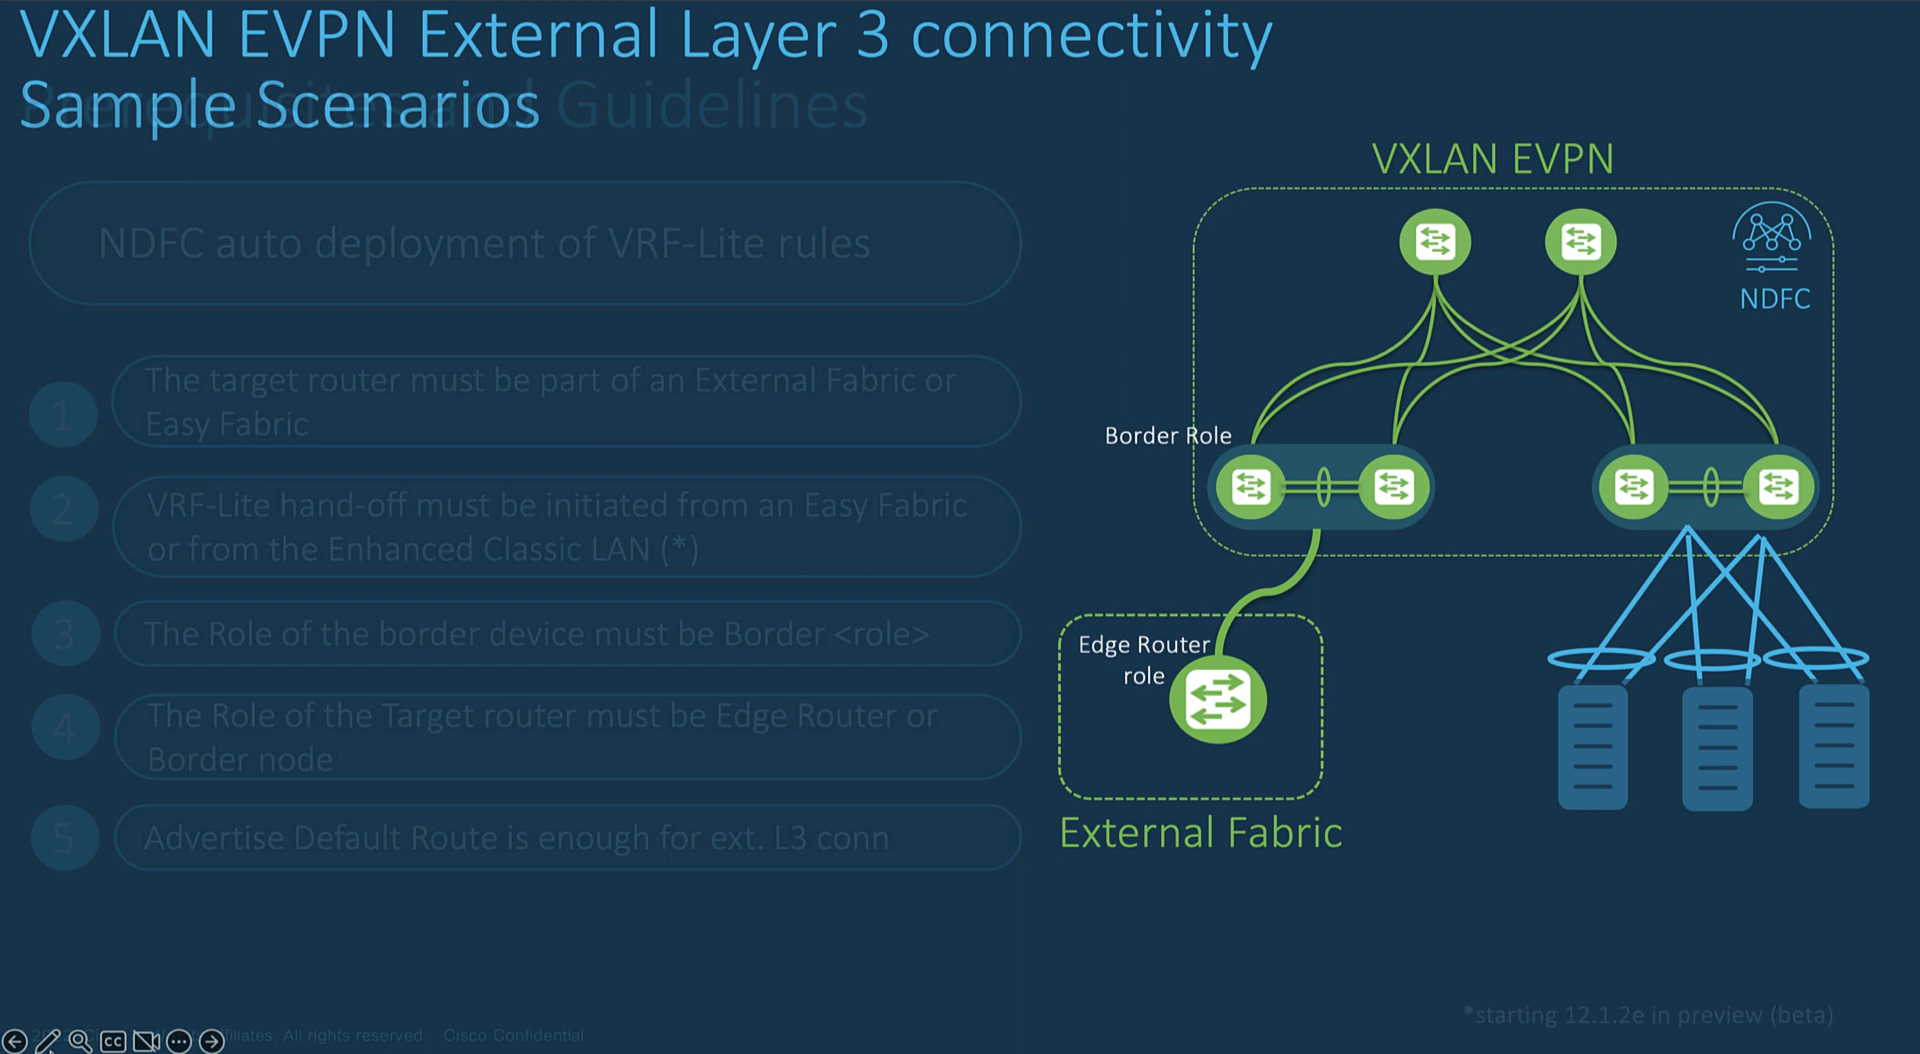 VXLAN EVPN External Layer 3 connectivity
Sample Scenarios
Prerequisites and Guidelines
NDFC auto deployment of VRF-Lite rules
1
The target router must be part of an External Fabric or
Easy Fabric
2
VRF-Lite hand-off must be initiated from an Easy Fabric
or from the Enhanced Classic LAN (*)
3
The Role of the border device must be Border <role>
4
The Role of the Target router must be Edge Router or
Border node
5
Advertise Default Route is enough for ext. L3 conn
VXLAN EVPN
NDFC
Border Role
Edge Router
role
External Fabric
*starting 12.1.2e in preview (beta)
All rights reserved. Cisco Confidential
CC